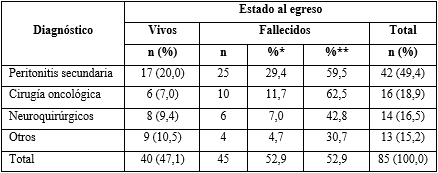 Diagnóstico Estado al egreso
Vivos Fallecidos Total
n (%) n %* %** n (%)
Peritonitis secundaria 17 (20,0) 25 29,4 59,5 42 (49,4)
Cirugía oncológica 6 (7,0) 10 11,7 62,5 16 (18,9)
Neuroquirúrgicos 8 (9,4) 6 7,0 42,8 14 (16,5)
Otros 9 (10,5) 4 4,7 30,7 13 (15,2)
Total 40 (47,1) 45 52,9 52,9 85 (100,0)